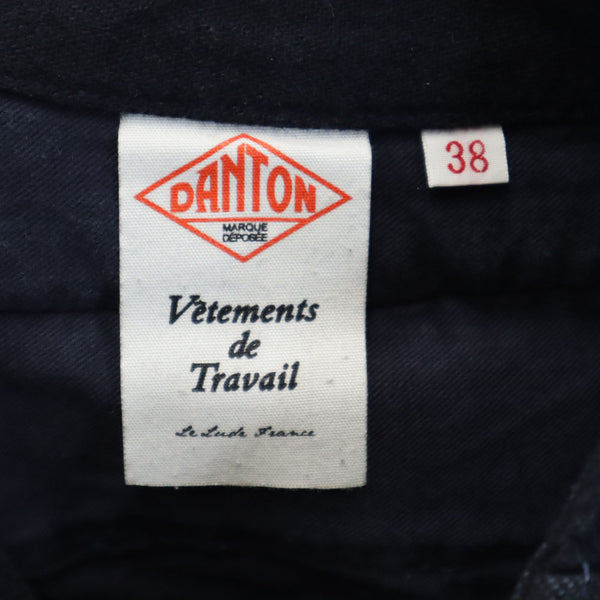 DANTON
MARQUE
DÉPOSÉE
Vêtements
de
Travail
Le Lude France
38